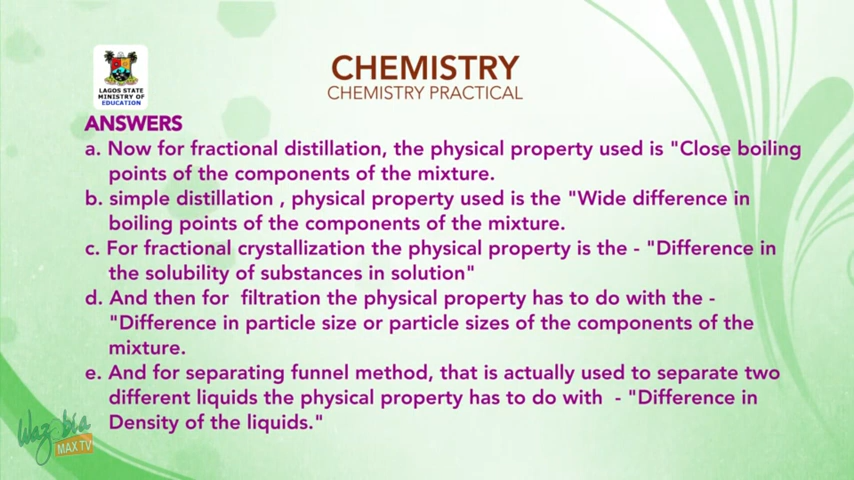 LAGOS STATE
MINISTRY OF
EDUCATION
CHEMISTRY
CHEMISTRY PRACTICAL
ANSWERS
a. Now for fractional distillation, the physical property used is "Close boiling
points of the components of the mixture.
b. simple distillation , physical property used is the "Wide difference in
boiling points of the components of the mixture.
c. For fractional crystallization the physical property is the - "Difference in
the solubility of substances in solution"
d. And then for filtration the physical property has to do with the -
"Difference in particle size or particle sizes of the components of the
mixture.
e. And for separating funnel method, that is actually used to separate two
different liquids the physical property has to do with - "Difference in
Density of the liquids."
Wazobia
MAX TV